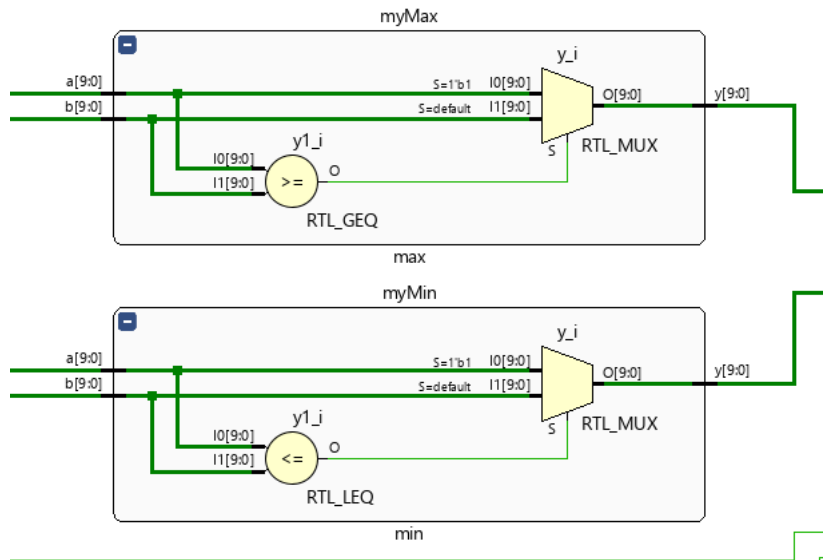 myMax
y_i
a[9:0]
S=1'b1
I0[9:0]
O[9:0]
y[9:0]
b[9:0]
S=default
I1[9:0]
S
RTL_MUX
y1_i
I0[9:0]
O
I1[9:0]
>=
RTL_GEQ
max
myMin
y_i
a[9:0]
S=1'b1
I0[9:0]
O[9:0]
y[9:0]
b[9:0]
S=default
I1[9:0]
S
RTL_MUX
y1_i
I0[9:0]
O
I1[9:0]
<=
RTL_LEQ
min